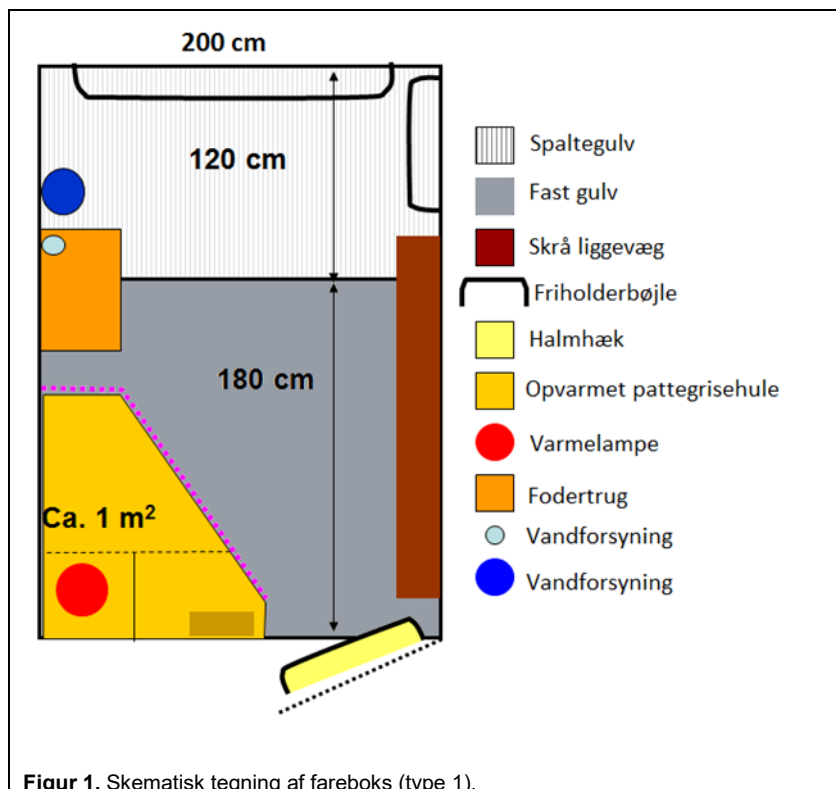 200 cm
120 cm
180 cm
Ca. 1 m²
Spaltegulv
Fast gulv
Skrå liggevæg
Friholderbøjle
Halmhæk
Opvarmet pattegrisehule
Varmelampe
Fodertrug
Vandforsyning
Vandforsyning
Figur 1. Skematisk tegning af fareboks (type 1).